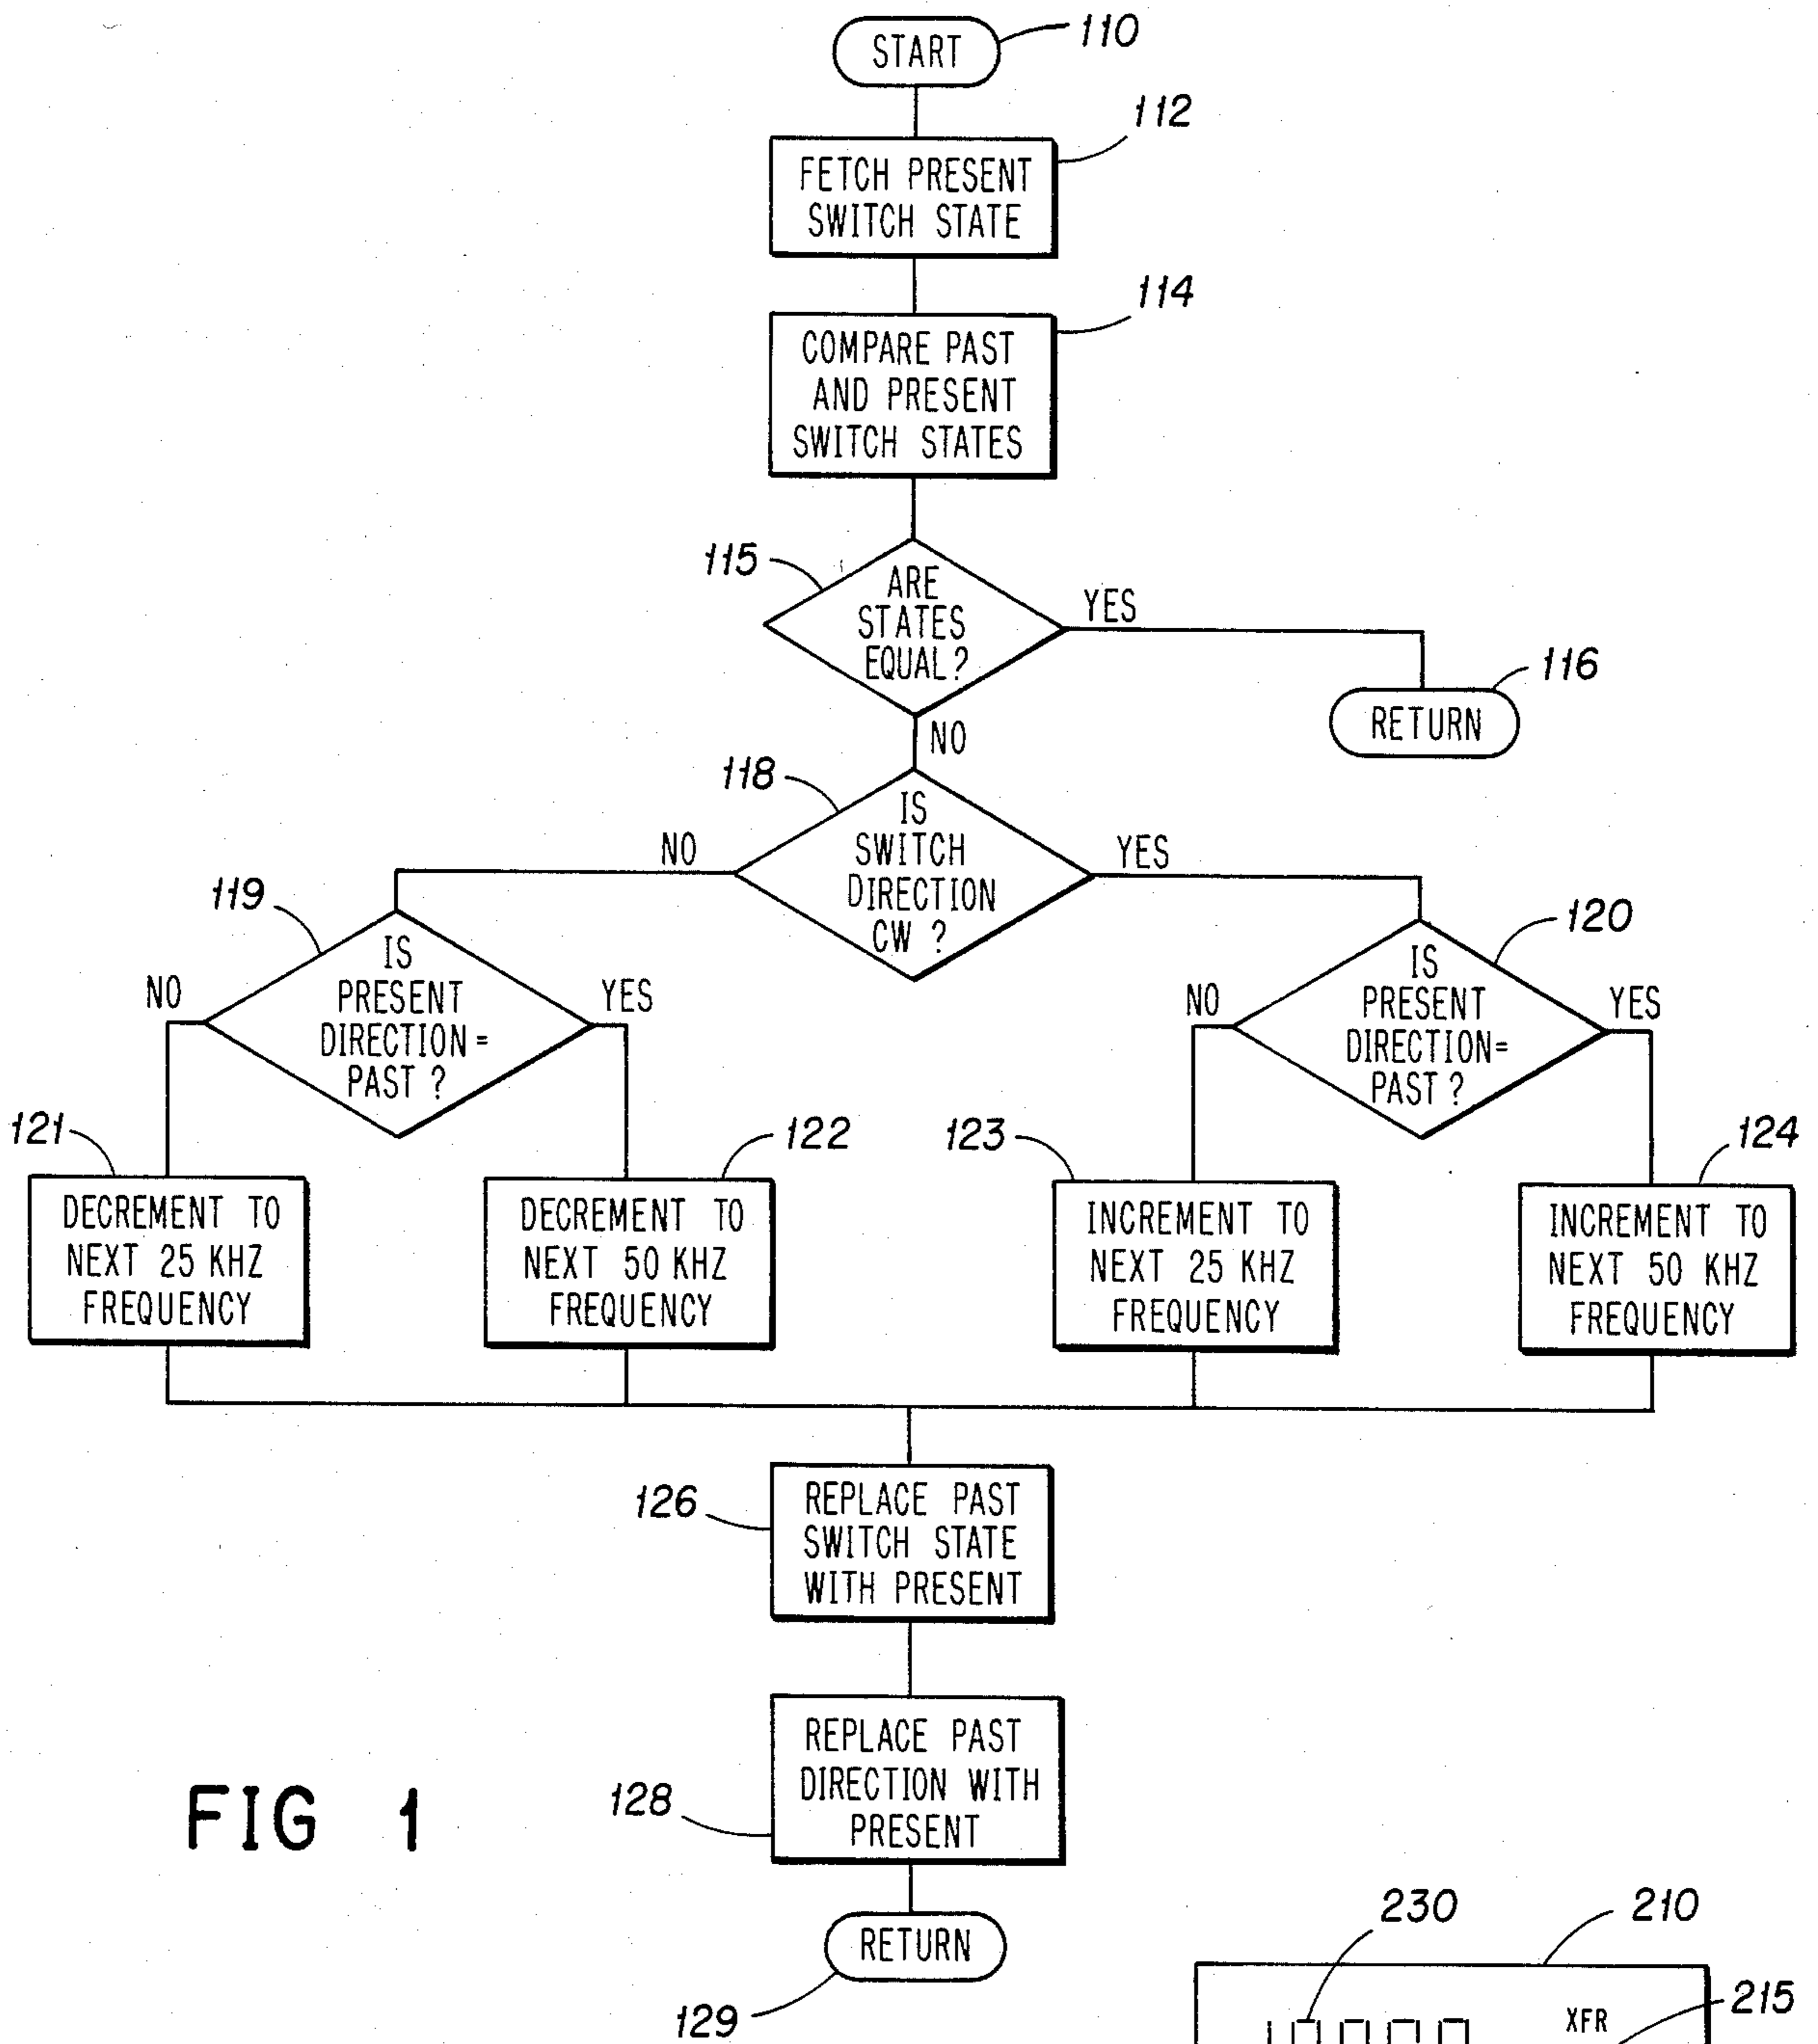 START
110
112
FETCH PRESENT
SWITCH STATE
114
COMPARE PAST
AND PRESENT
SWITCH STATES
115
ARE
STATES
EQUAL?
YES
116
RETURN
NO
118
IS
SWITCH
DIRECTION
CW ?
NO
YES
119
IS
PRESENT
DIRECTION =
PAST ?
NO
YES
120
IS
PRESENT
DIRECTION=
PAST ?
NO
YES
121
DECREMENT TO
NEXT 25 KHZ
FREQUENCY
122
DECREMENT TO
NEXT 50 KHZ
FREQUENCY
123
INCREMENT TO
NEXT 25 KHZ
FREQUENCY
124
INCREMENT TO
NEXT 50 KHZ
FREQUENCY
126
REPLACE PAST
SWITCH STATE
WITH PRESENT
128
REPLACE PAST
DIRECTION WITH
PRESENT
FIG 1
RETURN
129
230
210
215
XFR